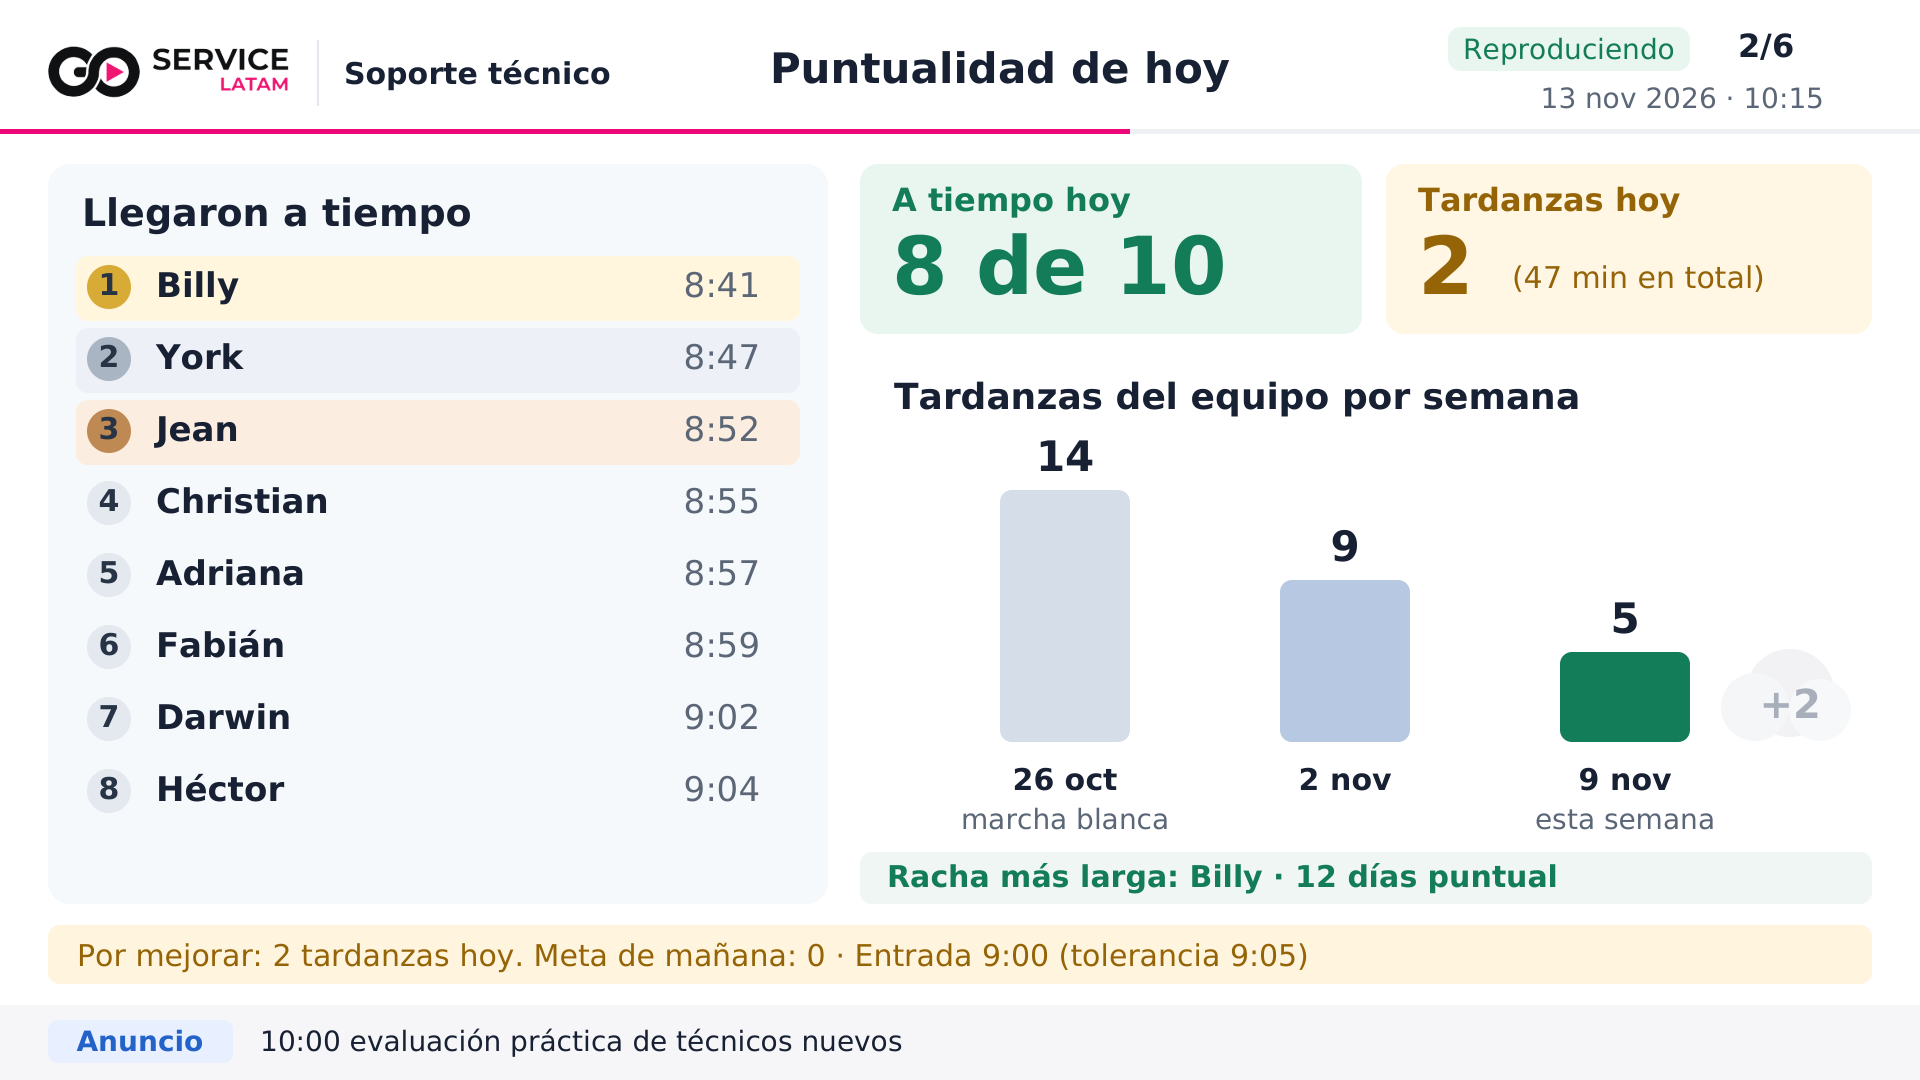 SERVICE
LATAM
Soporte técnico
Puntualidad de hoy
Reproduciendo
2/6
13 nov 2026 · 10:15
Llegaron a tiempo
1 Billy 8:41
2 York 8:47
3 Jean 8:52
4 Christian 8:55
5 Adriana 8:57
6 Fabián 8:59
7 Darwin 9:02
8 Héctor 9:04
A tiempo hoy
8 de 10
Tardanzas hoy
2 (47 min en total)
Tardanzas del equipo por semana
14
9
5
+2
26 oct
marcha blanca
2 nov
9 nov
esta semana
Racha más larga: Billy · 12 días puntual
Por mejorar: 2 tardanzas hoy. Meta de mañana: 0 · Entrada 9:00 (tolerancia 9:05)
Anuncio
10:00 evaluación práctica de técnicos nuevos